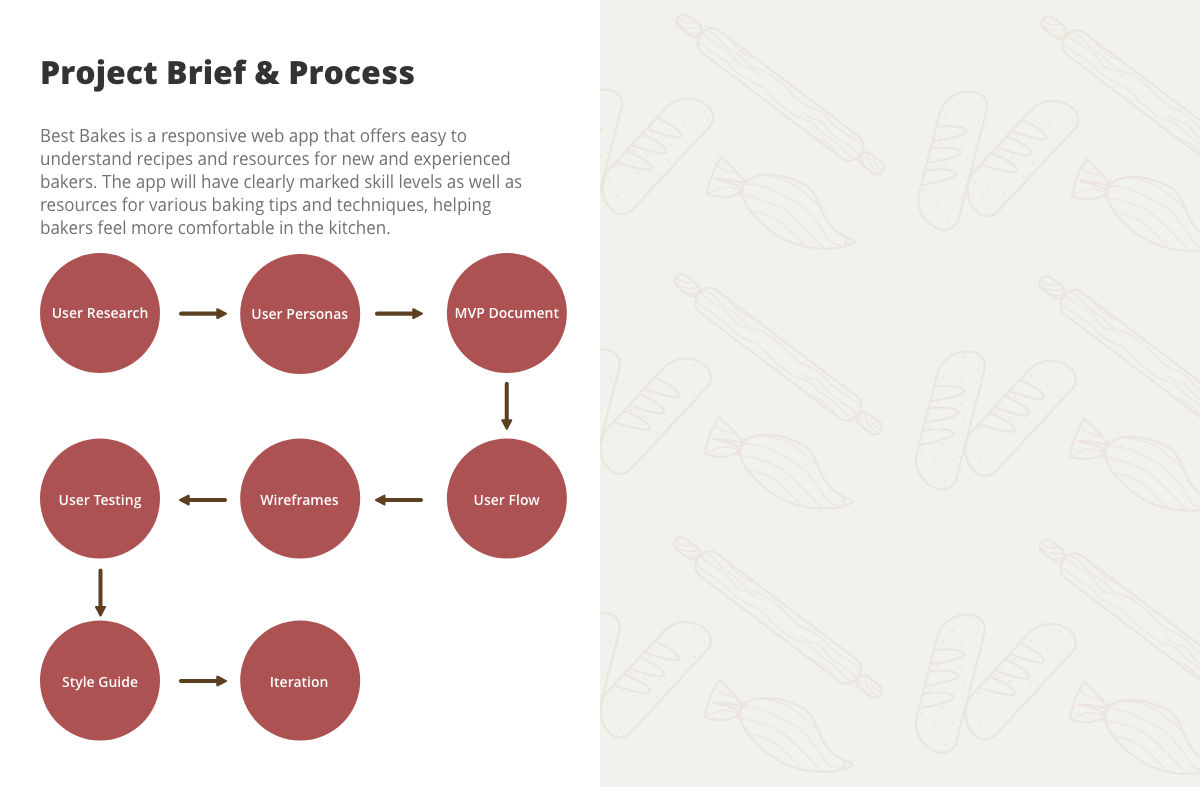 Project Brief & Process
Best Bakes is a responsive web app that offers easy to
understand recipes and resources for new and experienced
bakers. The app will have clearly marked skill levels as well as
resources for various baking tips and techniques, helping
bakers feel more comfortable in the kitchen.
User Research
User Personas
MVP Document
User Flow
Wireframes
User Testing
Style Guide
Iteration